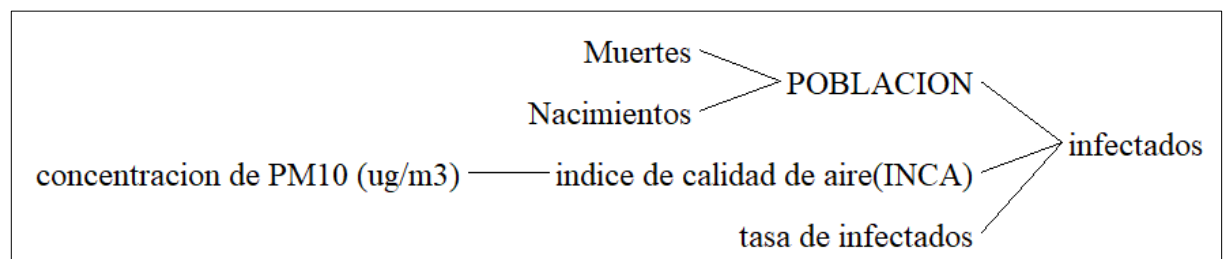 Muertes
POBLACION
Nacimientos
infectados
concentracion de PM10 (ug/m3)
indice de calidad de aire(INCA)
tasa de infectados